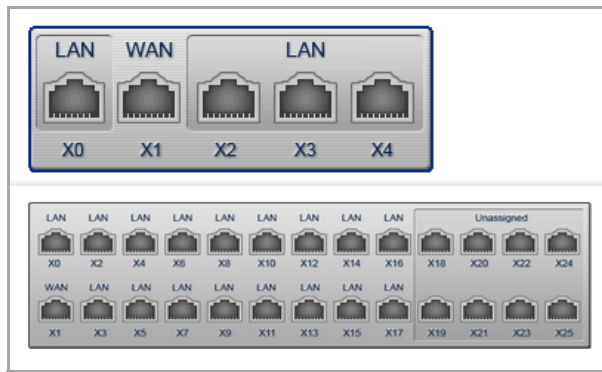 LAN WAN LAN
X0 X1 X2 X3 X4
LAN LAN LAN LAN LAN LAN LAN LAN LAN Unassigned
X0 X2 X4 X6 X8 X10 X12 X14 X16 X18 X20 X22 X24
WAN LAN LAN LAN LAN LAN LAN LAN LAN
X1 X3 X5 X7 X9 X11 X13 X15 X17 X19 X21 X23 X25